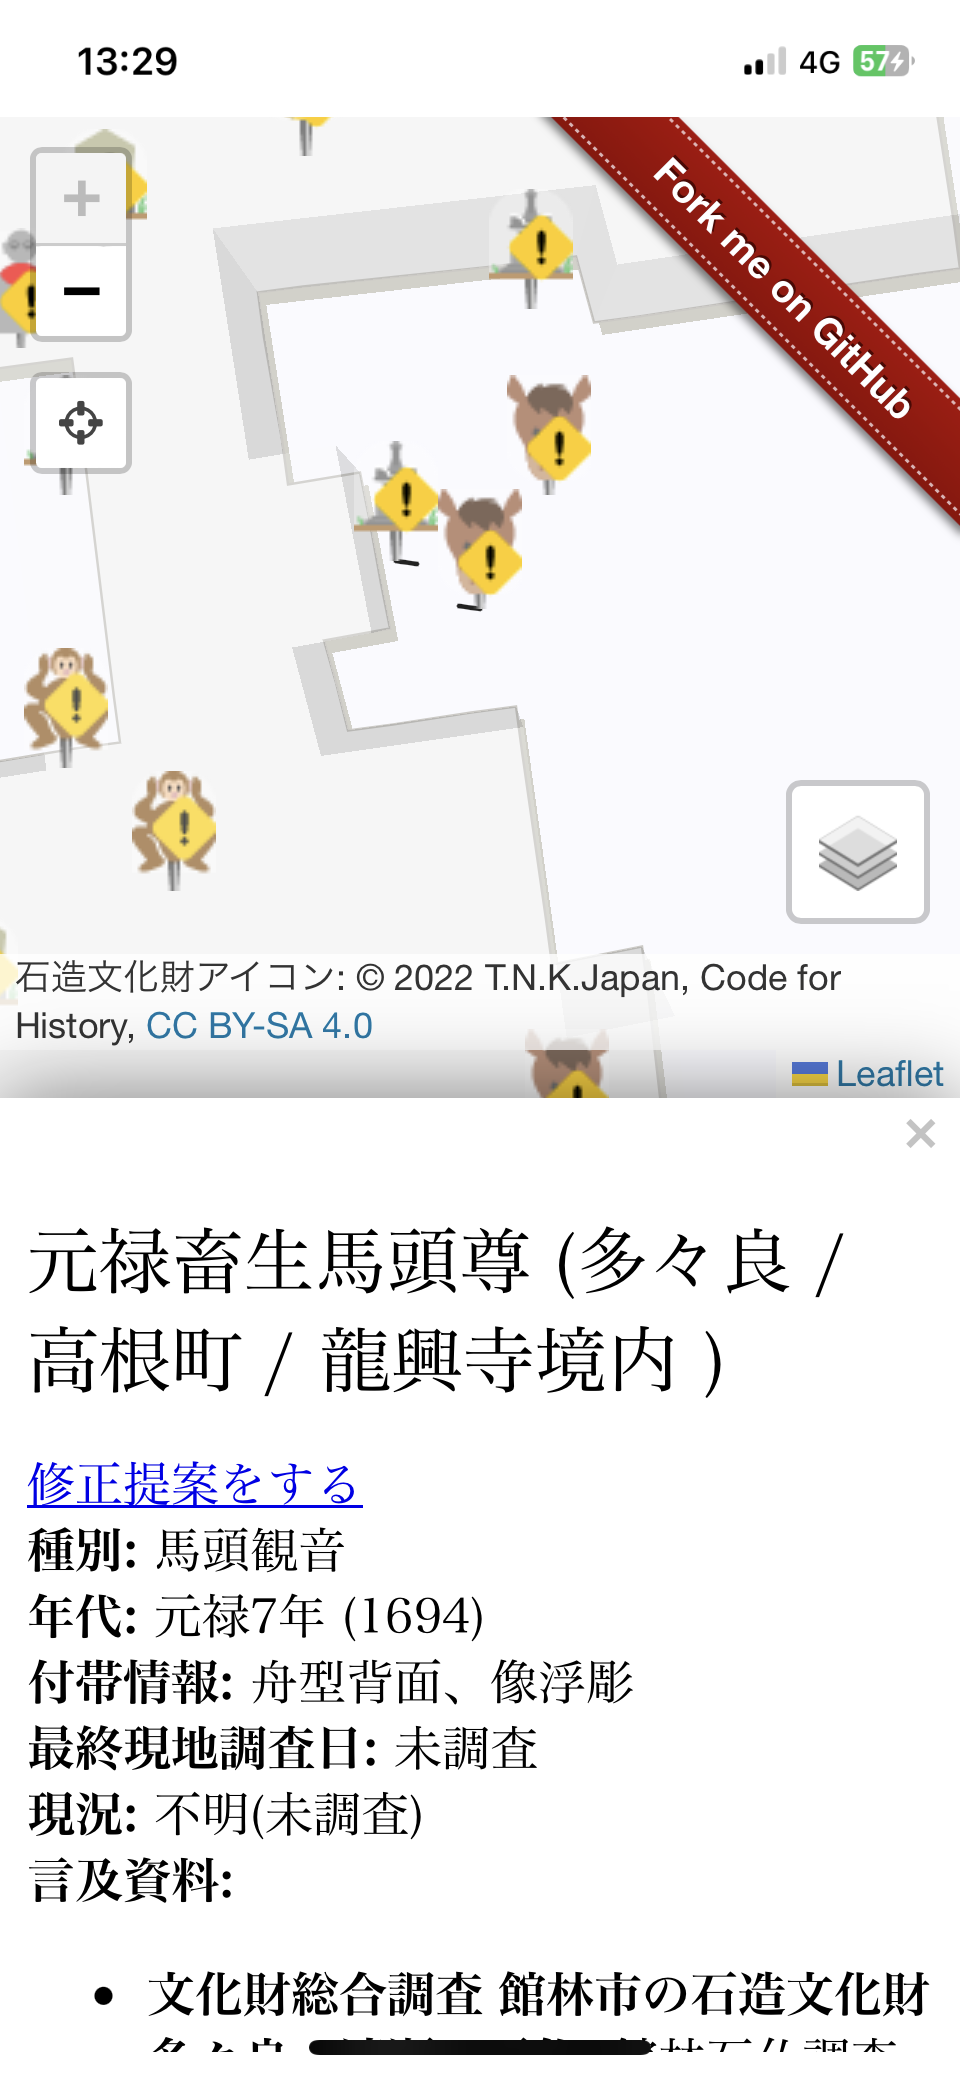 13:29
4G 57
+
Fork me on GitHub
−
石造文化財アイコン: © 2022 T.N.K.Japan, Code for
History, CC BY-SA 4.0
Leaflet
×
元禄畜生馬頭尊 (多々良 /
高根町 / 龍興寺境内 )
修正提案をする
種別: 馬頭観音
年代: 元禄7年 (1694)
付帯情報: 舟型背面、像浮彫
最終現地調査日: 未調査
現況: 不明(未調査)
言及資料:
• 文化財総合調査 館林市の石造文化財